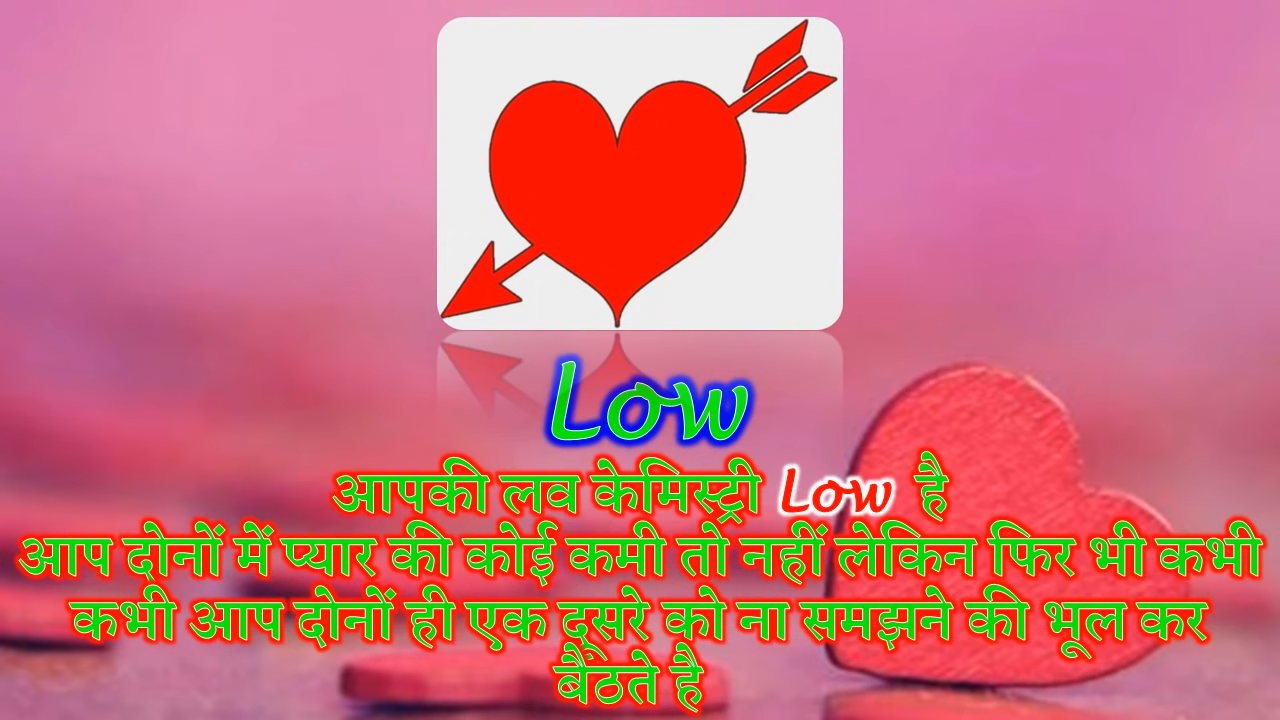 Low
आपकी लव केमिस्ट्री Low है
आप दोनों में प्यार की कोई कमी तो नहीं लेकिन फिर भी कभी
कभी आप दोनों ही एक दूसरे को ना समझने की भूल कर
बैठते है